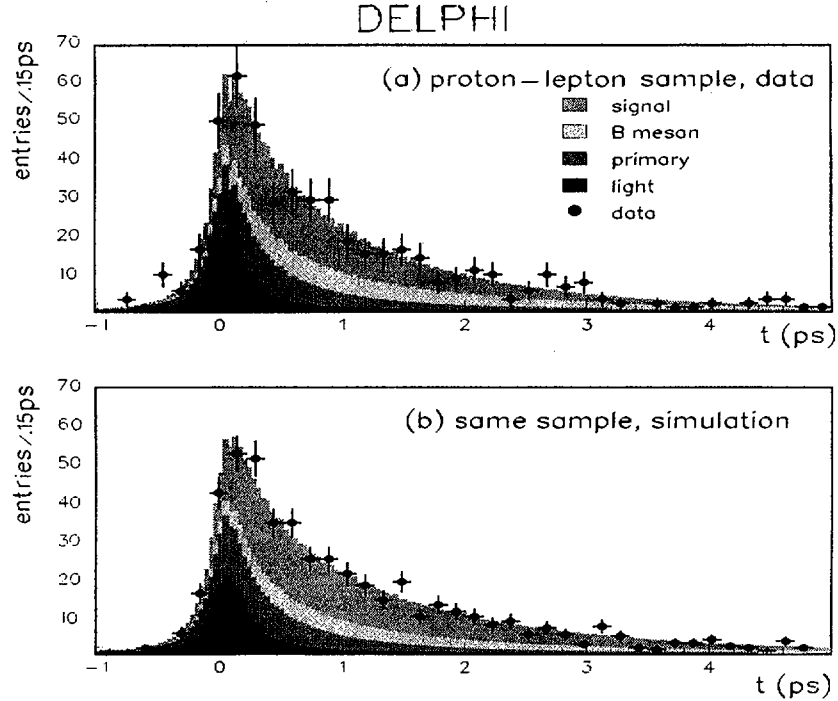 DELPHI
entries/.15ps
70
60
50
40
30
20
10
(a) proton-lepton sample, data
signal
B meson
primary
light
data
-1 0 1 2 3 4
t (ps)
entries/.15ps
70
60
50
40
30
20
10
(b) same sample, simulation
-1 0 1 2 3 4
t (ps)